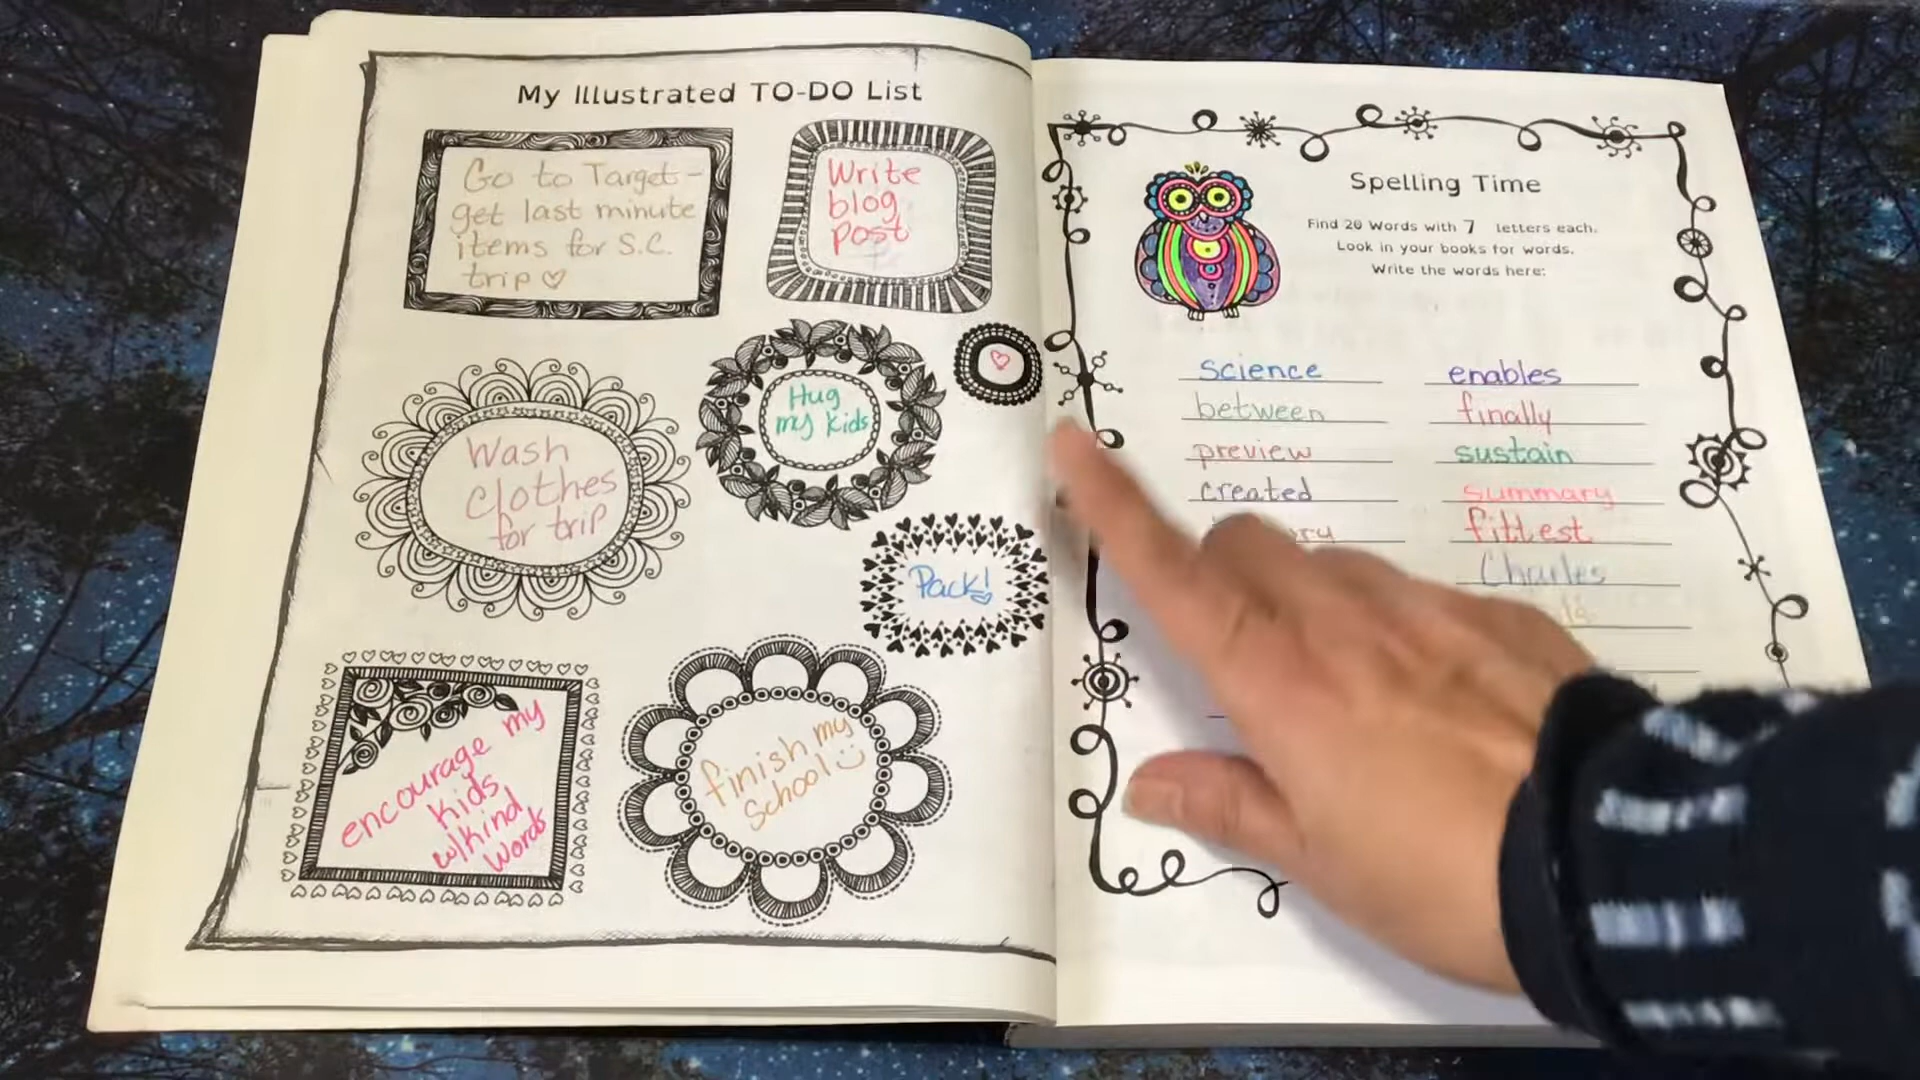 My Illustrated TO-DO List
Go to Target-
get last minute
items for S.C.
trip ♡
Write
blog
post
Wash
clothes
for trip
Hug
my kids
♡
Pack!
encourage my
kids
w/kind
words
finish my
school
Spelling Time
Find 20 Words with 7 letters each.
Look in your books for words.
Write the words here:
science
between
preview
created
enables
finally
sustain
summary
fittest
Charles